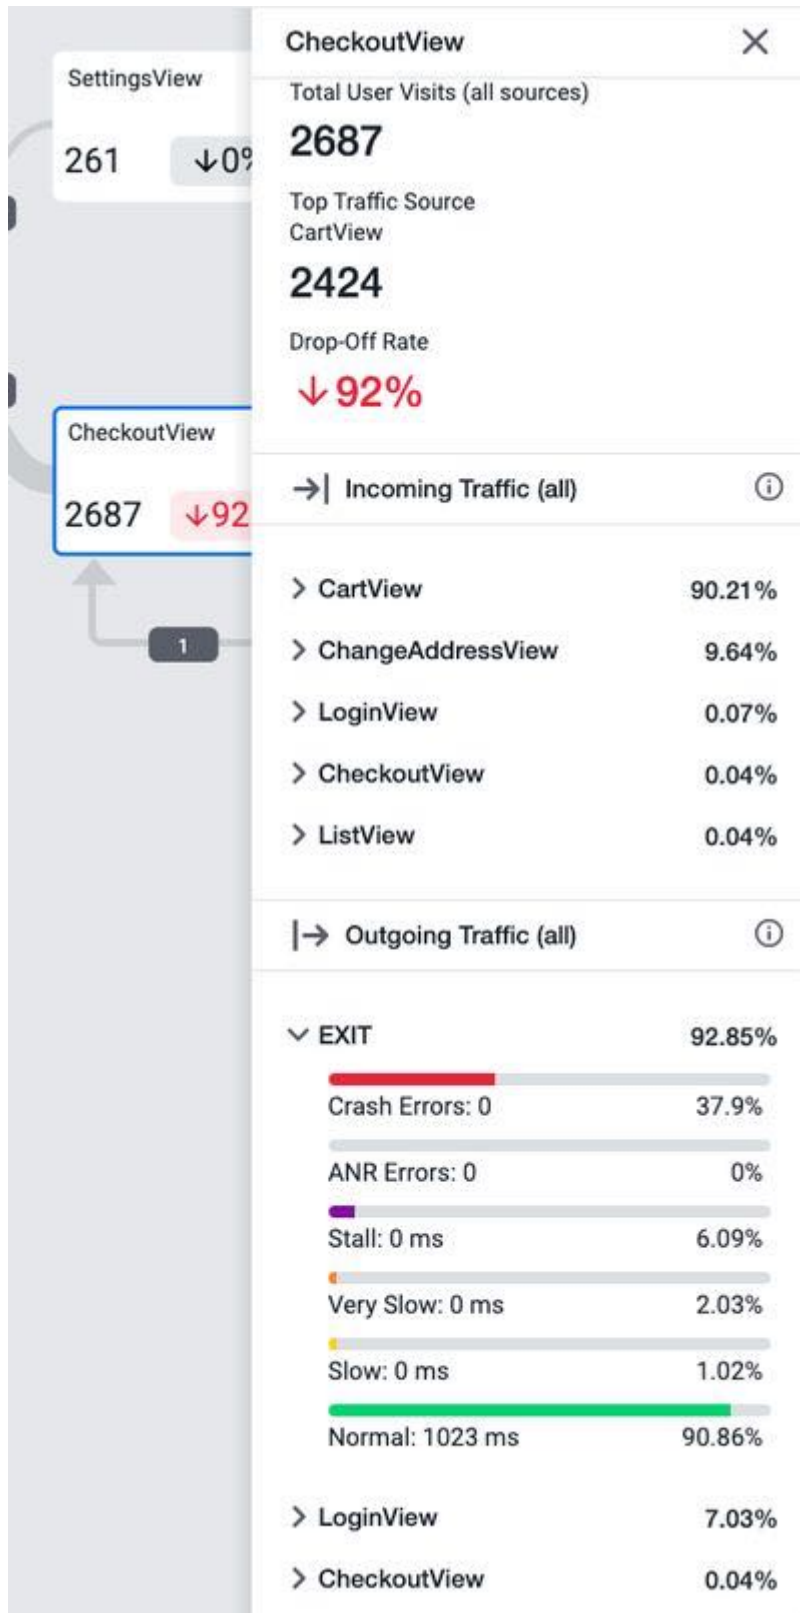 SettingsView
261 ↓0%
CheckoutView
2687 ↓92
1
CheckoutView
Total User Visits (all sources)
2687
Top Traffic Source
CartView
2424
Drop-Off Rate
↓92%
Incoming Traffic (all)
CartView 90.21%
ChangeAddressView 9.64%
LoginView 0.07%
CheckoutView 0.04%
ListView 0.04%
Outgoing Traffic (all)
EXIT 92.85%
Crash Errors: 0 37.9%
ANR Errors: 0 0%
Stall: 0 ms 6.09%
Very Slow: 0 ms 2.03%
Slow: 0 ms 1.02%
Normal: 1023 ms 90.86%
LoginView 7.03%
CheckoutView 0.04%